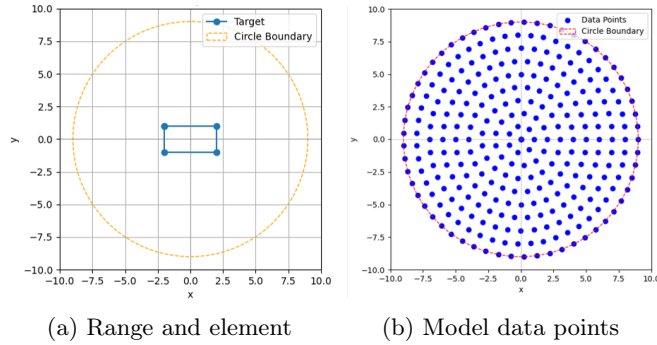 10.0
7.5
5.0
2.5
0.0
−2.5
−5.0
−7.5
−10.0
y
−10.0 −7.5 −5.0 −2.5 0.0 2.5 5.0 7.5 10.0
x
Target
Circle Boundary
(a) Range and element
10.0
7.5
5.0
2.5
0.0
−2.5
−5.0
−7.5
−10.0
y
−10.0 −7.5 −5.0 −2.5 0.0 2.5 5.0 7.5 10.0
x
Data Points
Circle Boundary
(b) Model data points